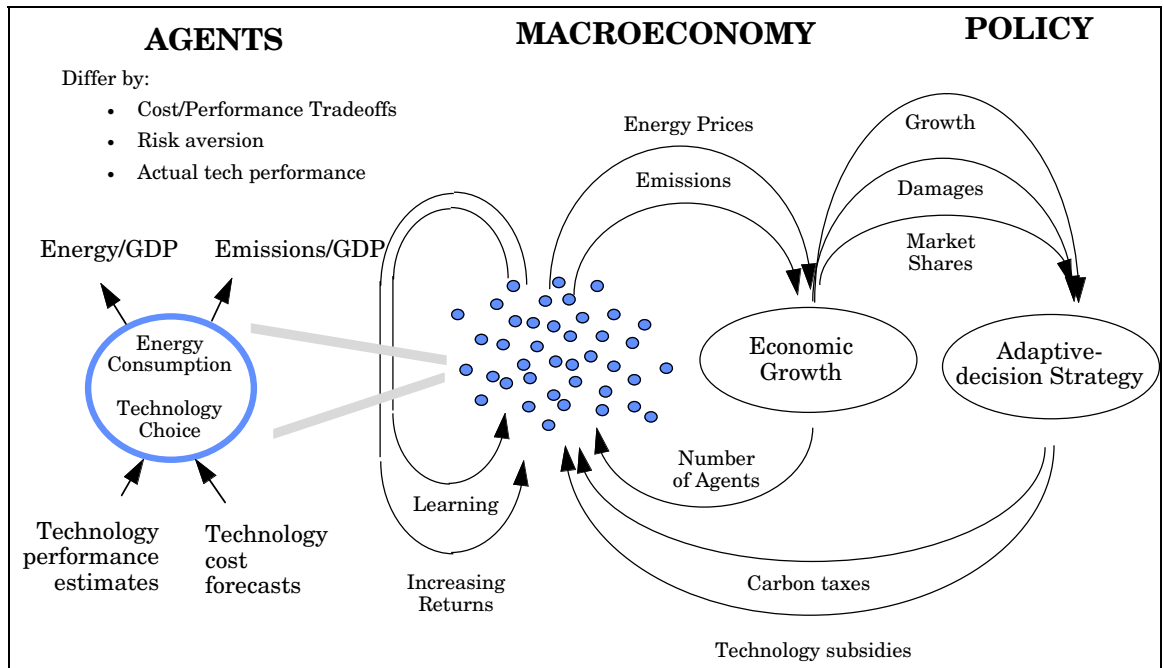 AGENTS
MACROECONOMY
POLICY
Differ by:
• Cost/Performance Tradeoffs
• Risk aversion
• Actual tech performance
Energy/GDP
Emissions/GDP
Energy
Consumption
Technology
Choice
Technology
performance
estimates
Technology
cost
forecasts
Learning
Increasing
Returns
Energy Prices
Emissions
Economic
Growth
Number
of Agents
Growth
Damages
Market
Shares
Adaptive-
decision Strategy
Carbon taxes
Technology subsidies